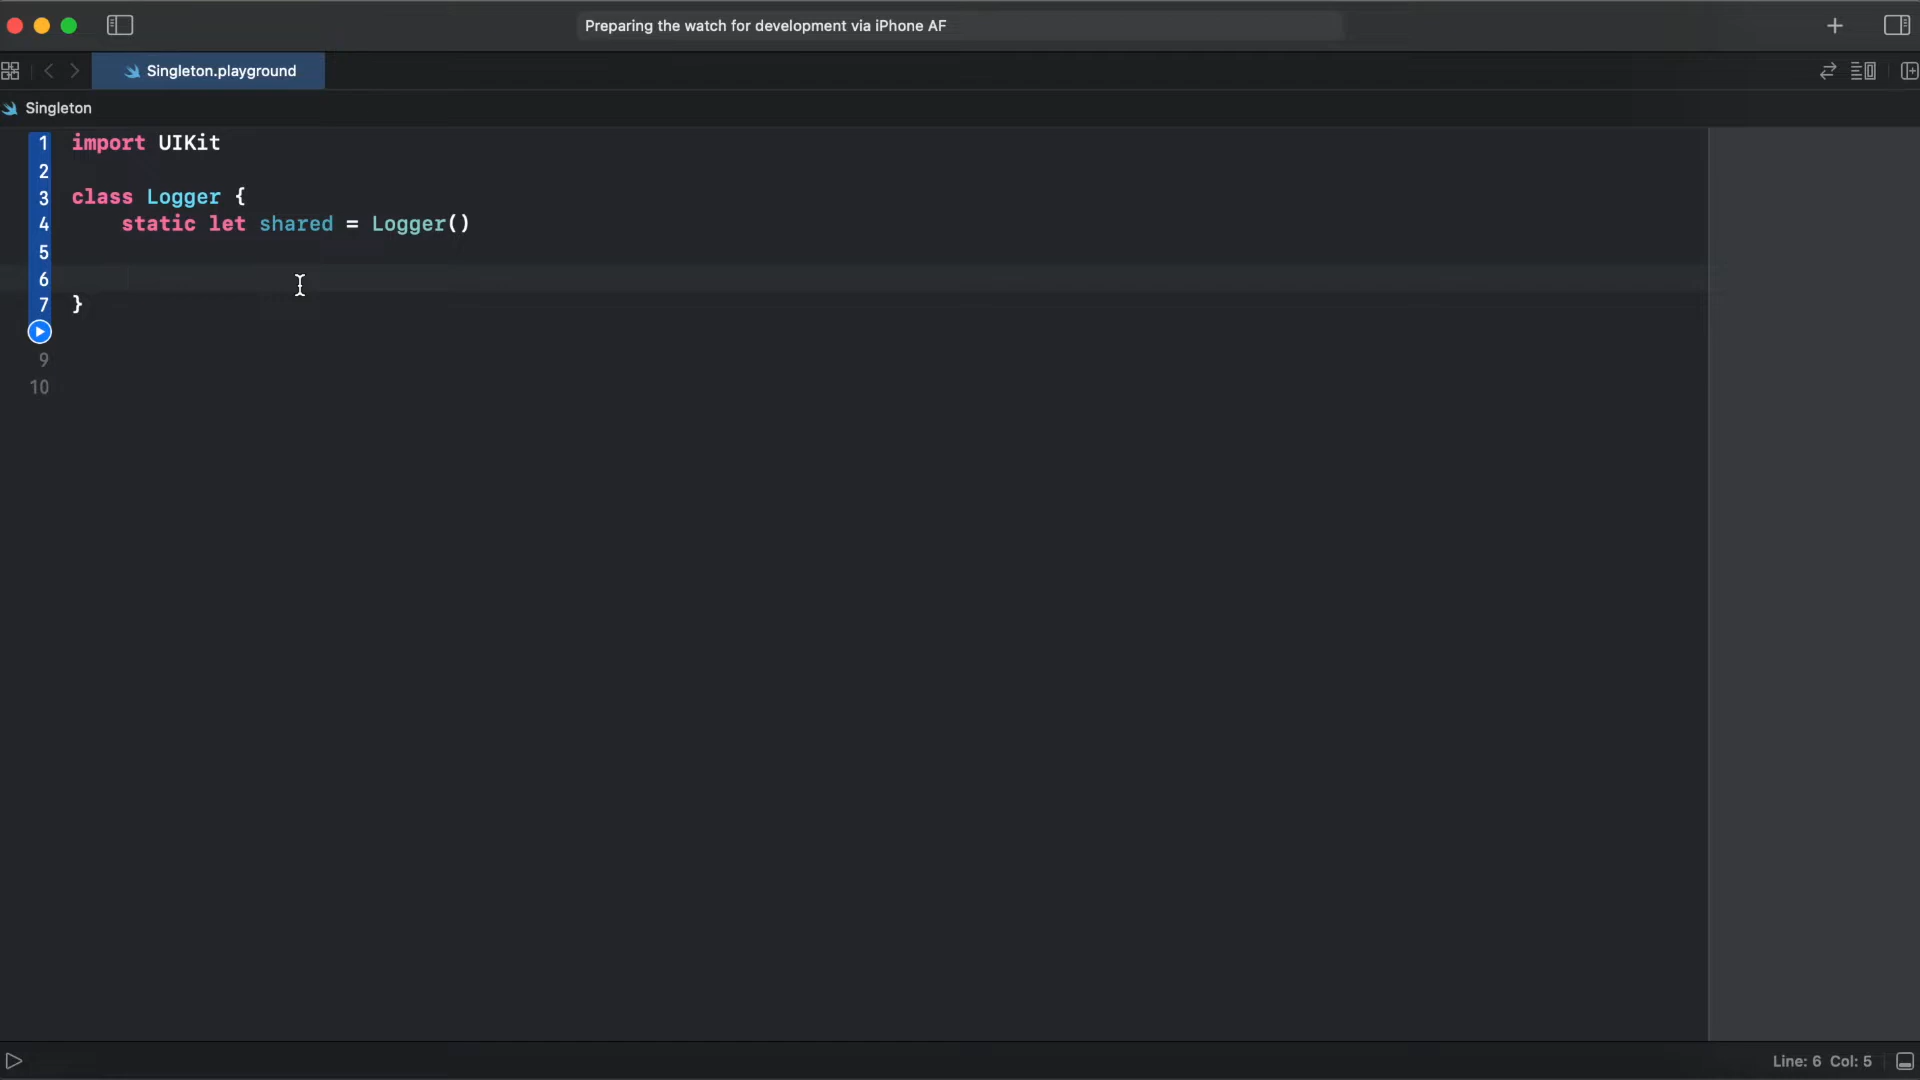 Preparing the watch for development via iPhone AF
Singleton.playground
Singleton
1 import UIKit
2
3 class Logger {
4     static let shared = Logger()
5
6
7 }
9
10
Line: 6 Col: 5